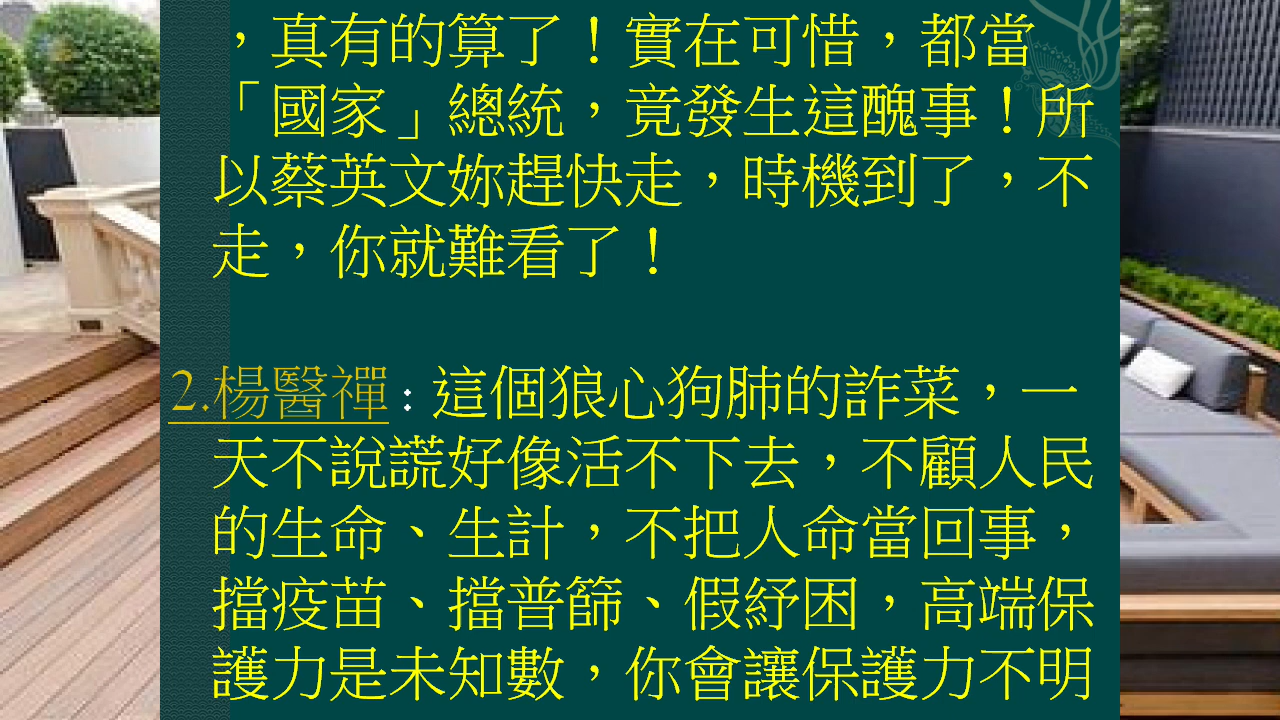 ，真有的算了！實在可惜，都當
「國家」總統，竟發生這醜事！所
以蔡英文妳趕快走，時機到了，不
走，你就難看了！
2.楊醫禪：這個狼心狗肺的詐菜，一
天不說謊好像活不下去，不顧人民
的生命、生計，不把人命當回事，
擋疫苗、擋普篩、假紓困，高端保
護力是未知數，你會讓保護力不明